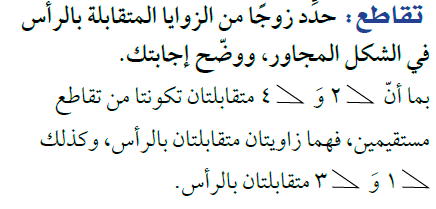 تقاطع: حدِّد زوجًا من الزوايا المتقابلة بالرأس
في الشكل المجاور، ووضّح إجابتك.
بما أنّ ∠٢ وَ ∠٤ متقابلتان تكونتا من تقاطع
مستقيمين، فهما زاويتان متقابلتان بالرأس، وكذلك
∠١ وَ ∠٣ متقابلتان بالرأس.